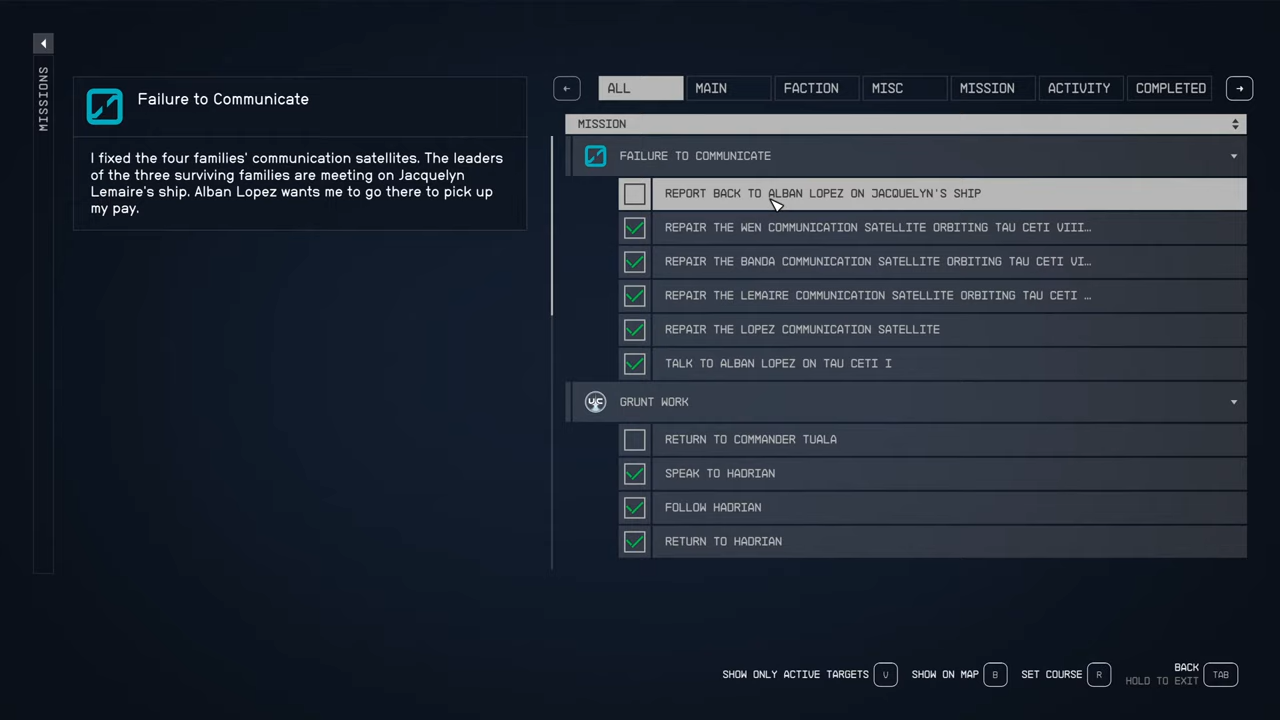 MISSIONS
Failure to Communicate
I fixed the four families' communication satellites. The leaders
of the three surviving families are meeting on Jacquelyn
Lemaire's ship. Alban Lopez wants me to go there to pick up
my pay.
ALL MAIN FACTION MISC MISSION ACTIVITY COMPLETED
MISSION
FAILURE TO COMMUNICATE
REPORT BACK TO ALBAN LOPEZ ON JACQUELYN'S SHIP
REPAIR THE WEN COMMUNICATION SATELLITE ORBITING TAU CETI VIII...
REPAIR THE BANDA COMMUNICATION SATELLITE ORBITING TAU CETI VI...
REPAIR THE LEMAIRE COMMUNICATION SATELLITE ORBITING TAU CETI ...
REPAIR THE LOPEZ COMMUNICATION SATELLITE
TALK TO ALBAN LOPEZ ON TAU CETI I
UC GRUNT WORK
RETURN TO COMMANDER TUALA
SPEAK TO HADRIAN
FOLLOW HADRIAN
RETURN TO HADRIAN
SHOW ONLY ACTIVE TARGETS V SHOW ON MAP B SET COURSE R BACK
HOLD TO EXIT TAB